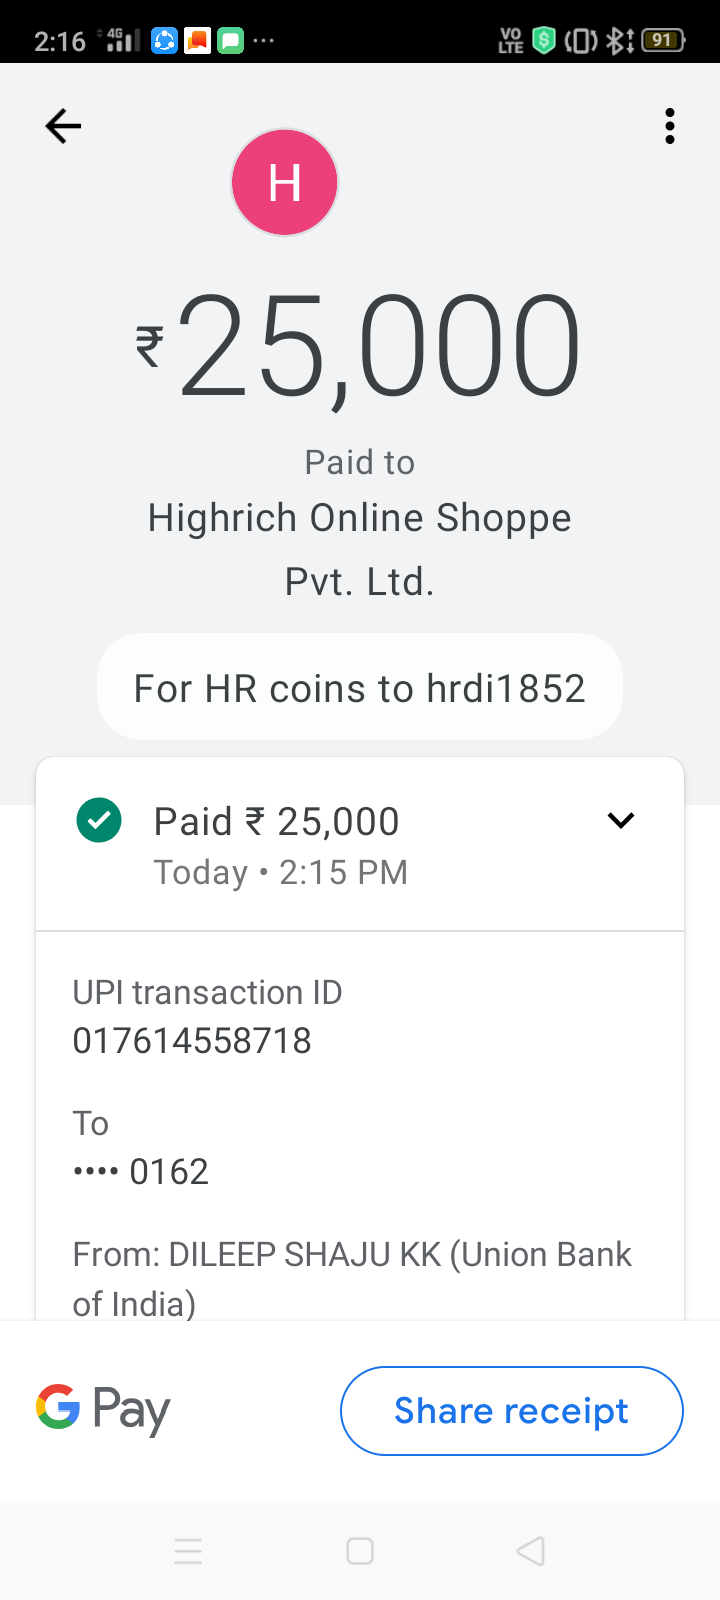 2:16 4G VO LTE 91
H
₹25,000
Paid to
Highrich Online Shoppe
Pvt. Ltd.
For HR coins to hrdi1852
Paid ₹ 25,000
Today • 2:15 PM
UPI transaction ID
017614558718
To
•••• 0162
From: DILEEP SHAJU KK (Union Bank
of India)
G Pay
Share receipt